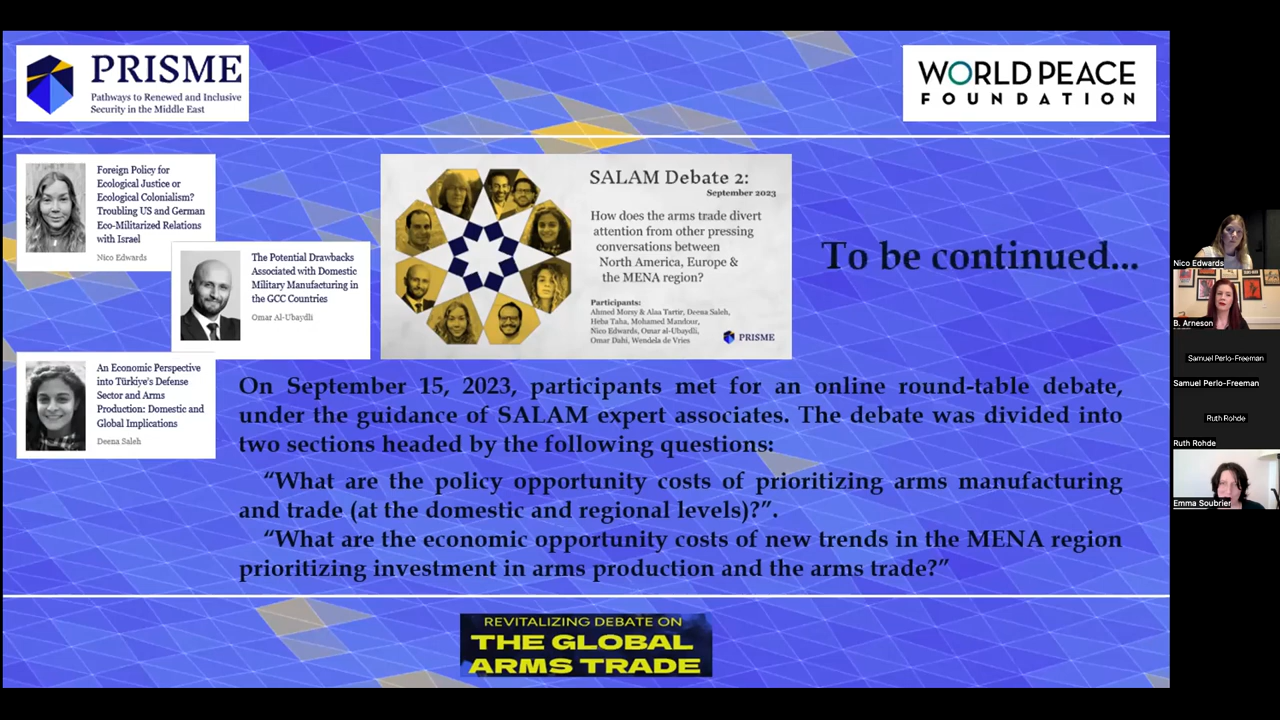 PRISME
Pathways to Renewed and Inclusive
Security in the Middle East
WORLD PEACE
FOUNDATION
Foreign Policy for
Ecological Justice or
Ecological Colonialism?
Troubling US and German
Eco-Militarized Relations
with Israel
Nico Edwards
The Potential Drawbacks
Associated with Domestic
Military Manufacturing in
the GCC Countries
Omar Al-Ubaydli
An Economic Perspective
into Türkiye's Defense
Sector and Arms
Production: Domestic and
Global Implications
Deena Saleh
SALAM Debate 2:
September 2023
How does the arms trade divert
attention from other pressing
conversations between
North America, Europe &
the MENA region?
Participants:
Ahmed Morsy & Alaa Tartir, Deena Saleh,
Heba Taha, Mohamed Mandour,
Nico Edwards, Omar al-Ubaydli,
Omar Dahi, Wendela de Vries
PRISME
To be continued...
On September 15, 2023, participants met for an online round-table debate,
under the guidance of SALAM expert associates. The debate was divided into
two sections headed by the following questions:
“What are the policy opportunity costs of prioritizing arms manufacturing
and trade (at the domestic and regional levels)?”.
“What are the economic opportunity costs of new trends in the MENA region
prioritizing investment in arms production and the arms trade?”
REVITALIZING DEBATE ON
THE GLOBAL
ARMS TRADE
Nico Edwards
B. Arneson
Samuel Perlo-Freeman
Samuel Perlo-Freeman
Ruth Rohde
Ruth Rohde
Emma Soubrier